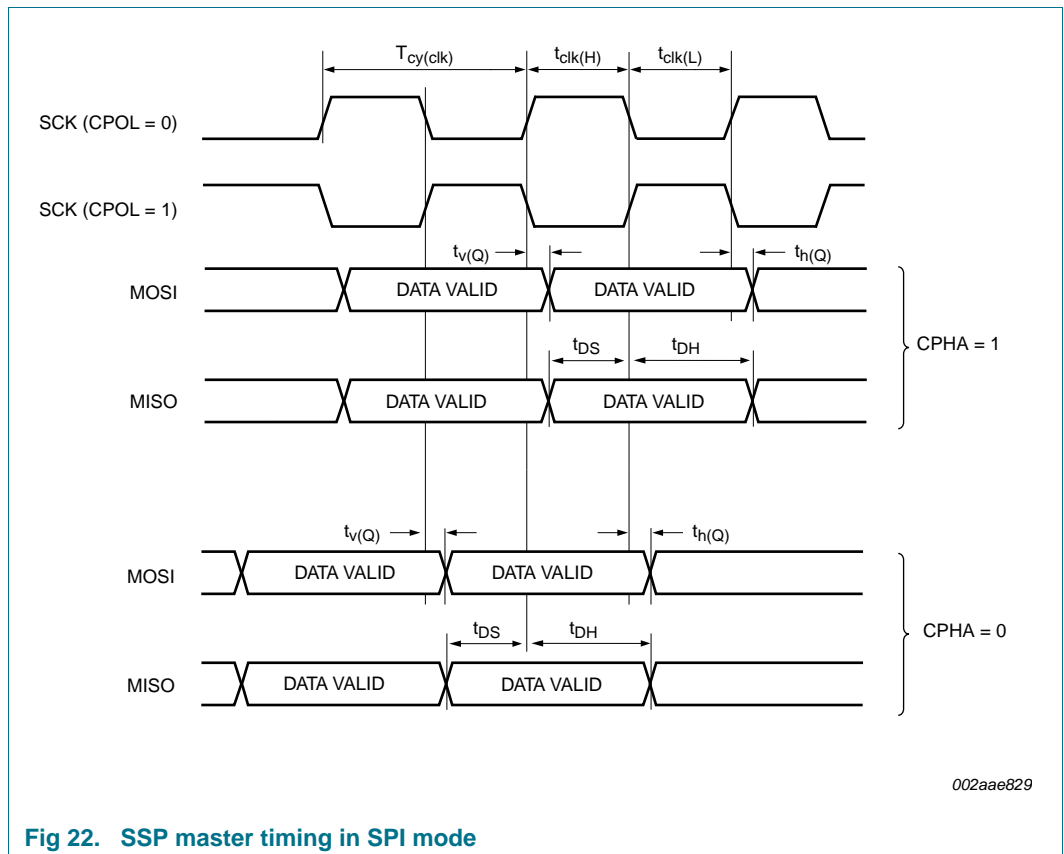 Tcy(clk) tclk(H) tclk(L)
SCK (CPOL = 0)
SCK (CPOL = 1)
tv(Q) th(Q)
MOSI DATA VALID DATA VALID
tDS tDH
CPHA = 1
MISO DATA VALID DATA VALID
tv(Q) th(Q)
MOSI DATA VALID DATA VALID
tDS tDH
CPHA = 0
MISO DATA VALID DATA VALID
002aae829
Fig 22. SSP master timing in SPI mode